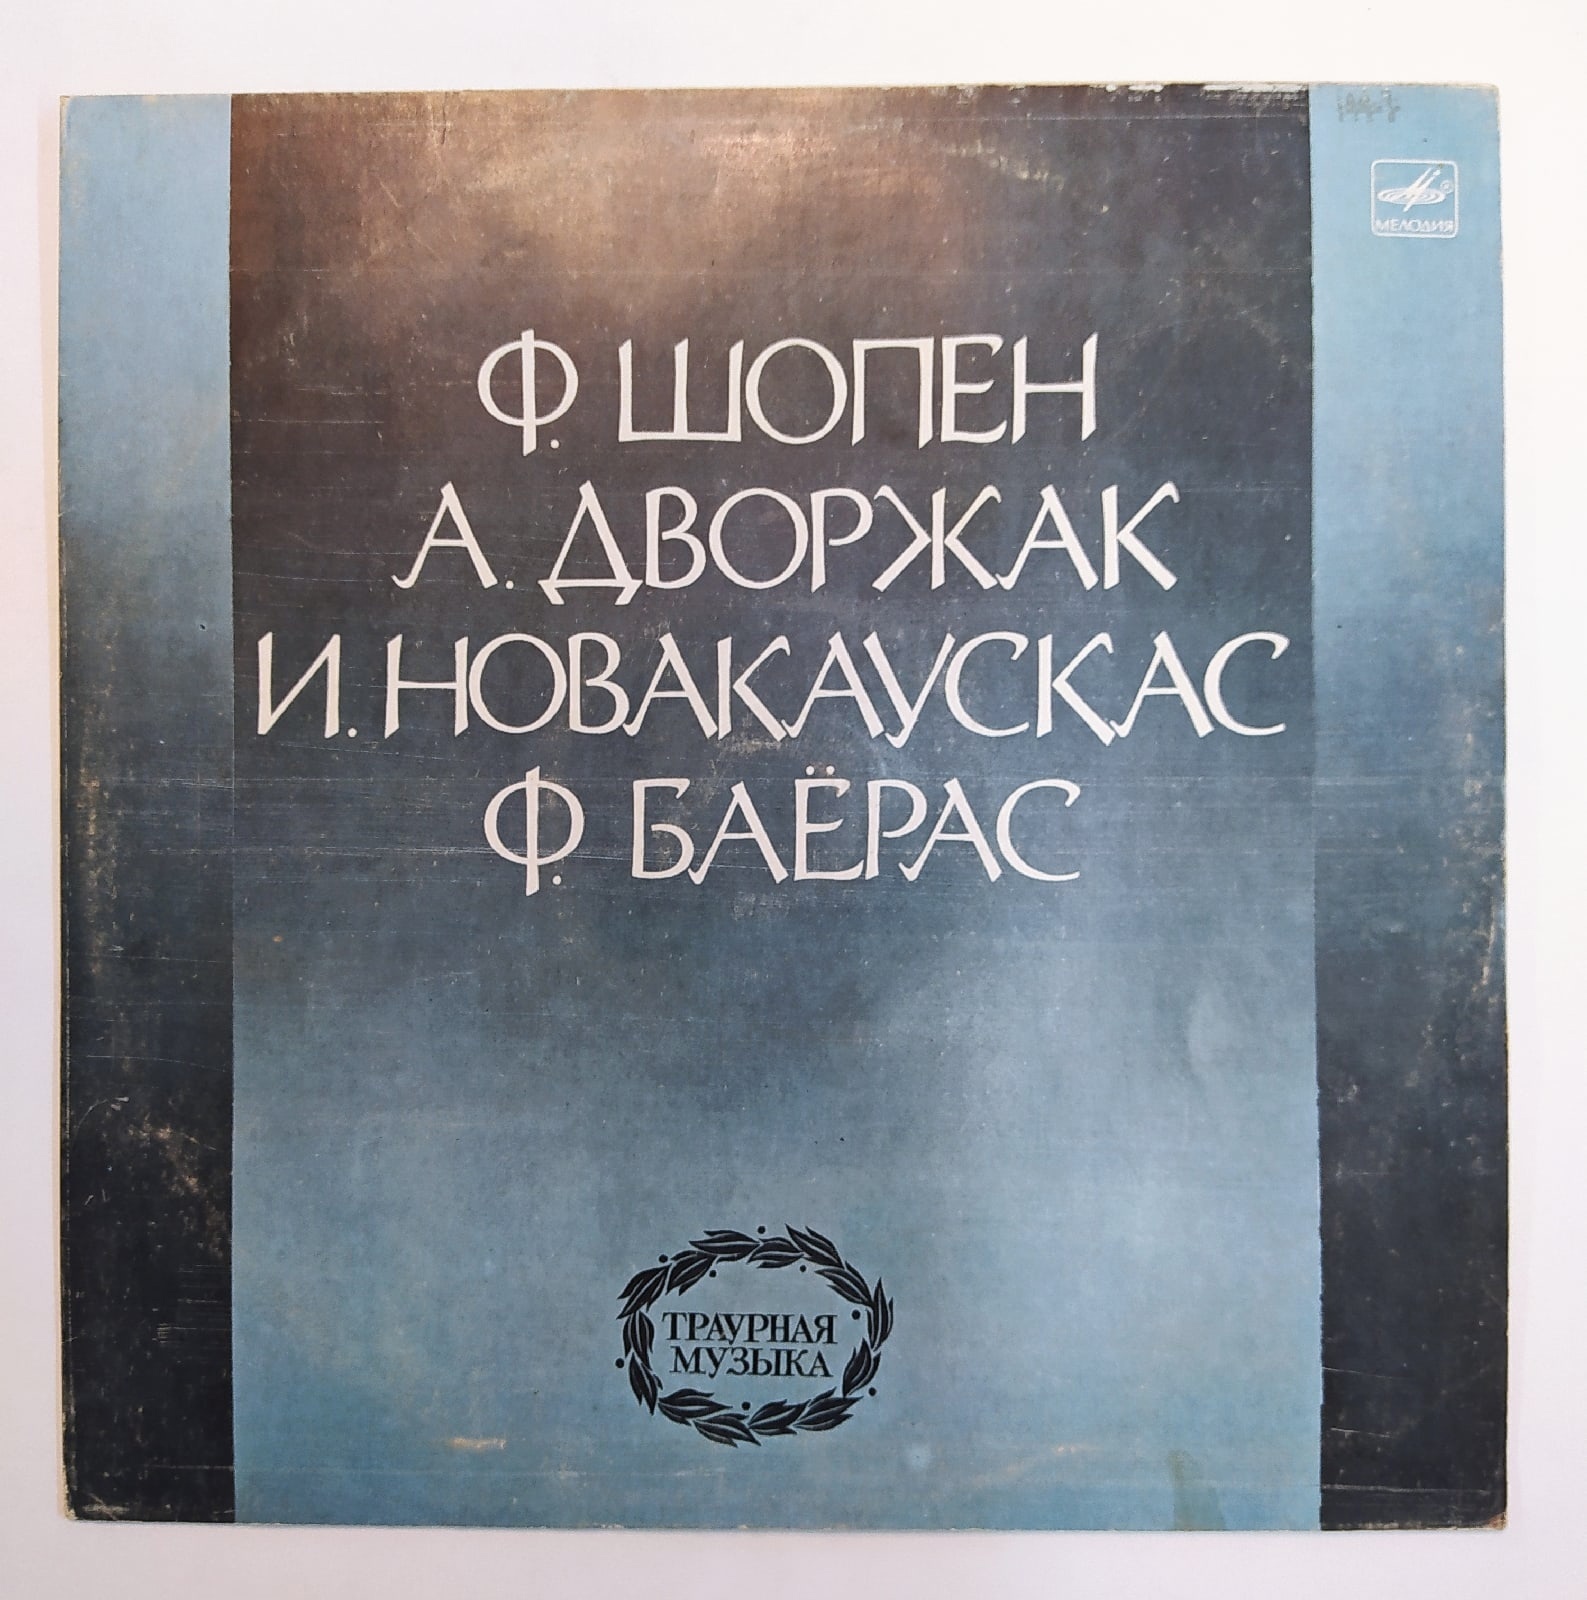 МЕЛОДИЯ
Ф. ШОПЕН
А. ДВОРЖАК
И. НОВАКАУСКАС
Ф. БАЁРАС
ТРАУРНАЯ
МУЗЫКА